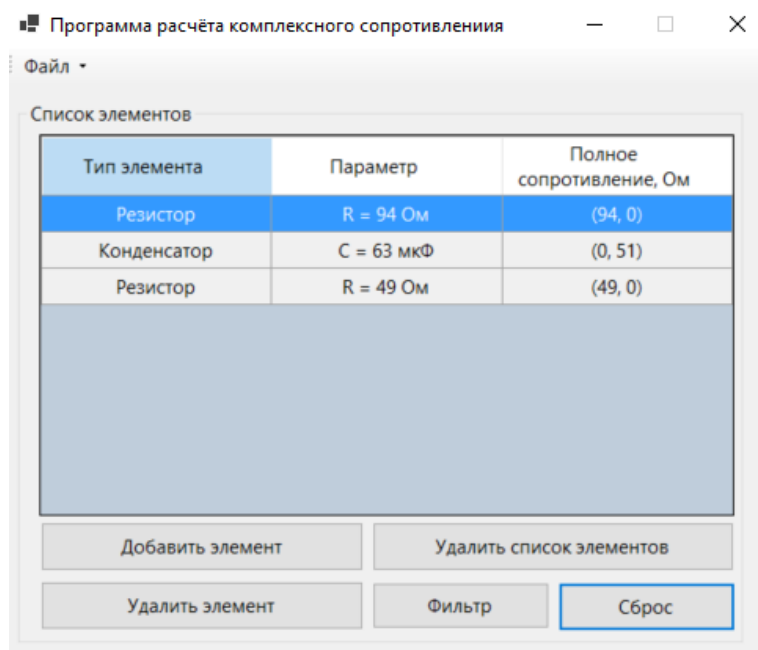 Программа расчёта комплексного сопротивлениия
Файл
Список элементов
Тип элемента Параметр Полное сопротивление, Ом
Резистор R = 94 Ом (94, 0)
Конденсатор C = 63 мкФ (0, 51)
Резистор R = 49 Ом (49, 0)
Добавить элемент Удалить список элементов
Удалить элемент Фильтр Сброс